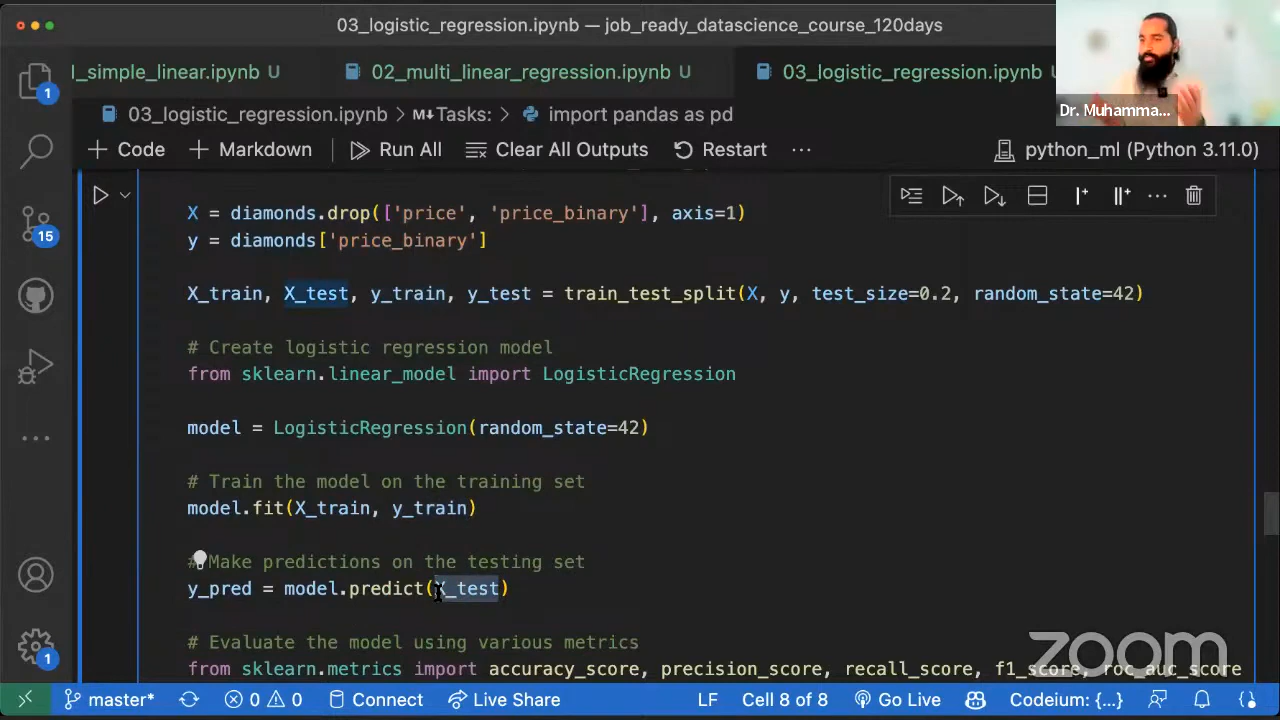 03_logistic_regression.ipynb — job_ready_datascience_course_120days
l_simple_linear.ipynb U
02_multi_linear_regression.ipynb U
03_logistic_regression.ipynb U
Dr. Muhamma...
03_logistic_regression.ipynb > M↓Tasks: > import pandas as pd
+ Code + Markdown Run All Clear All Outputs Restart ... python_ml (Python 3.11.0)
X = diamonds.drop(['price', 'price_binary'], axis=1)
y = diamonds['price_binary']
X_train, X_test, y_train, y_test = train_test_split(X, y, test_size=0.2, random_state=42)
# Create logistic regression model
from sklearn.linear_model import LogisticRegression
model = LogisticRegression(random_state=42)
# Train the model on the training set
model.fit(X_train, y_train)
# Make predictions on the testing set
y_pred = model.predict(X_test)
# Evaluate the model using various metrics
from sklearn.metrics import accuracy_score, precision_score, recall_score, f1_score, roc_auc_score
1
15
1
zoom
master* 0 0 Connect Live Share LF Cell 8 of 8 Go Live Codeium: {...}